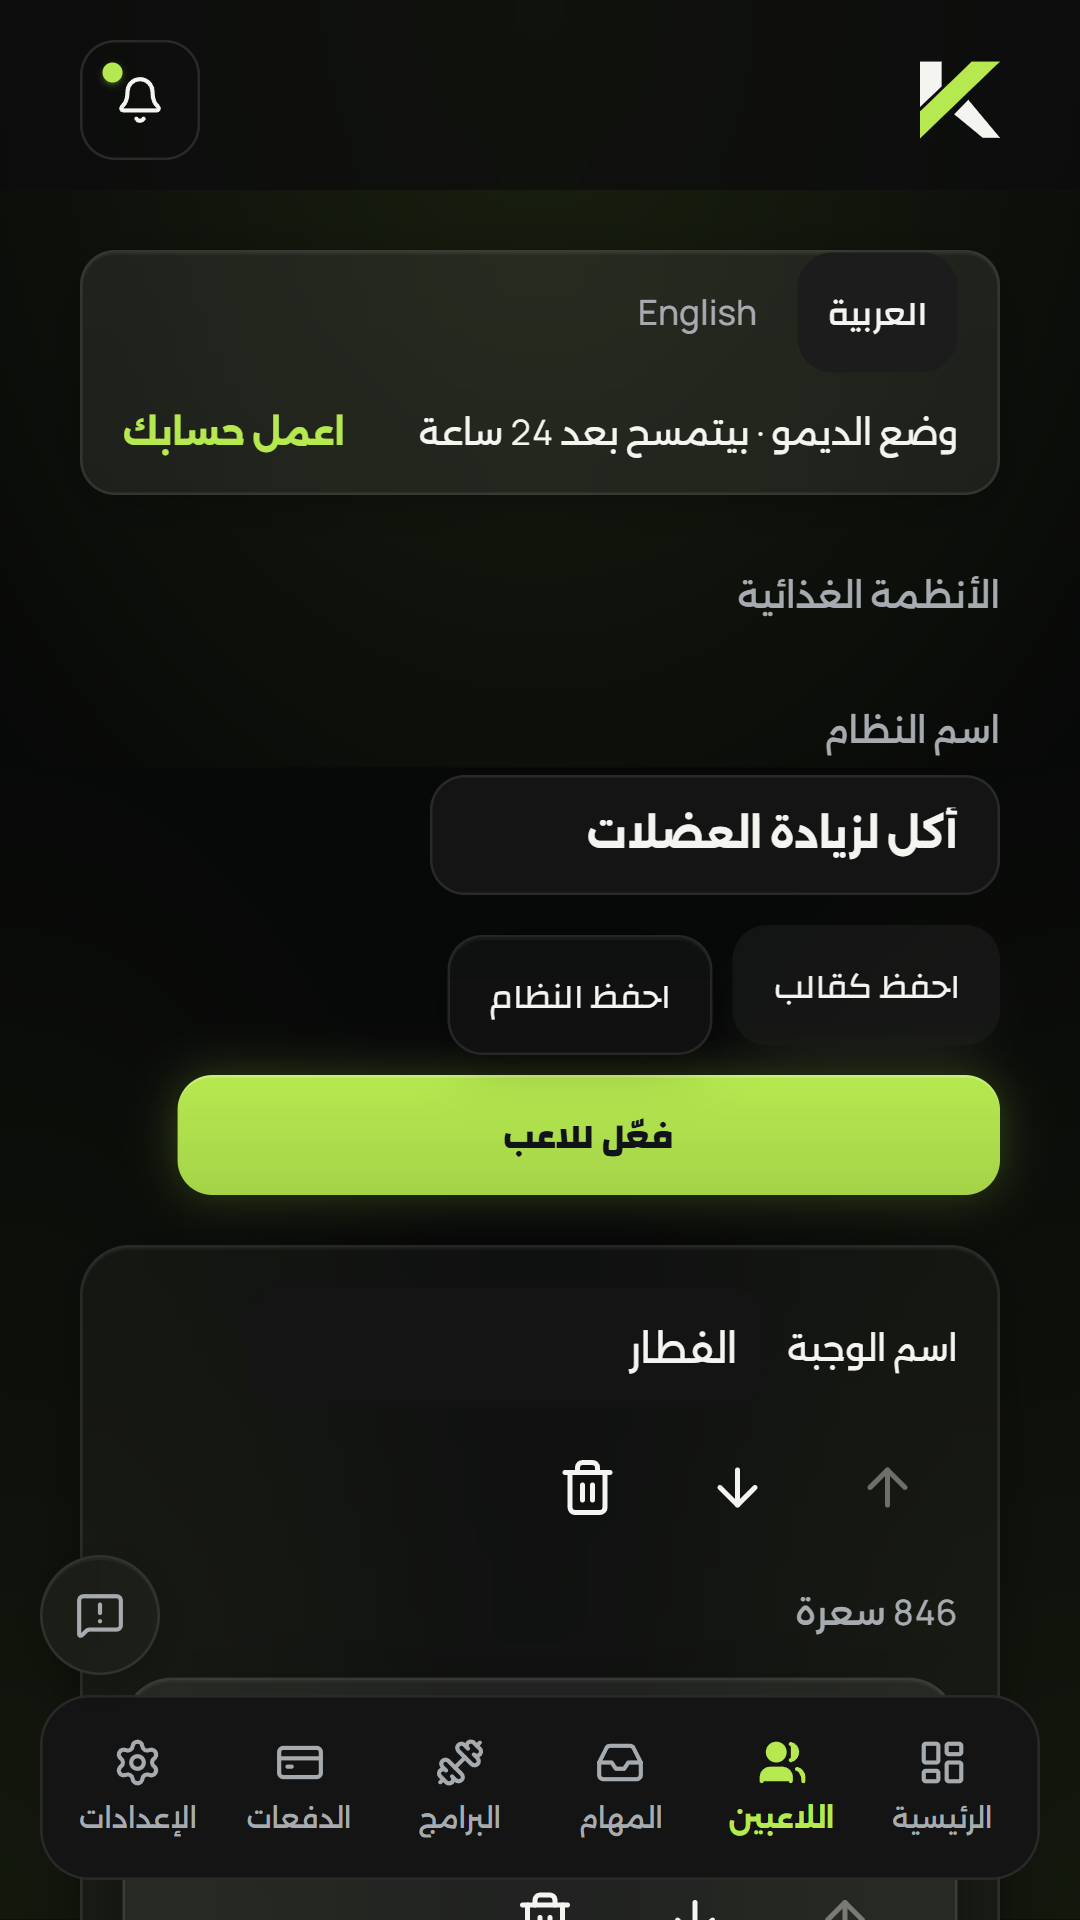 العربية English
وضع الديمو · بيتمسح بعد 24 ساعة اعمل حسابك
الأنظمة الغذائية
اسم النظام
أكل لزيادة العضلات
احفظ كقالب احفظ النظام
فعّل للاعب
اسم الوجبة الفطار
846 سعرة
الرئيسية اللاعبين المهام البرامج الدفعات الإعدادات